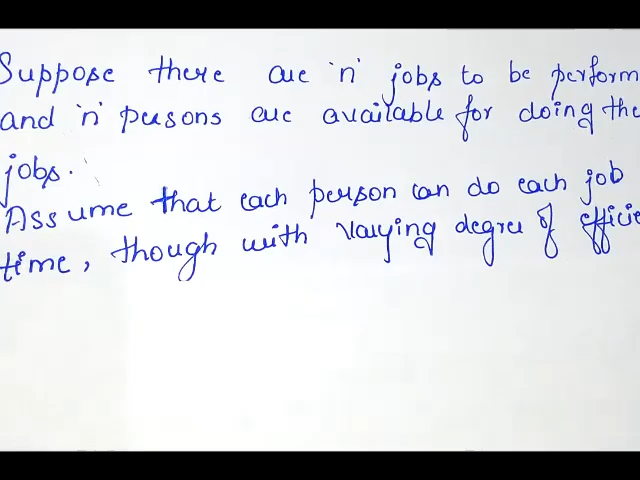 Suppose there are 'n' jobs to be perform
and 'n' persons are available for doing the
jobs.
Assume that each person can do each job
time, though with varying degree of efficie